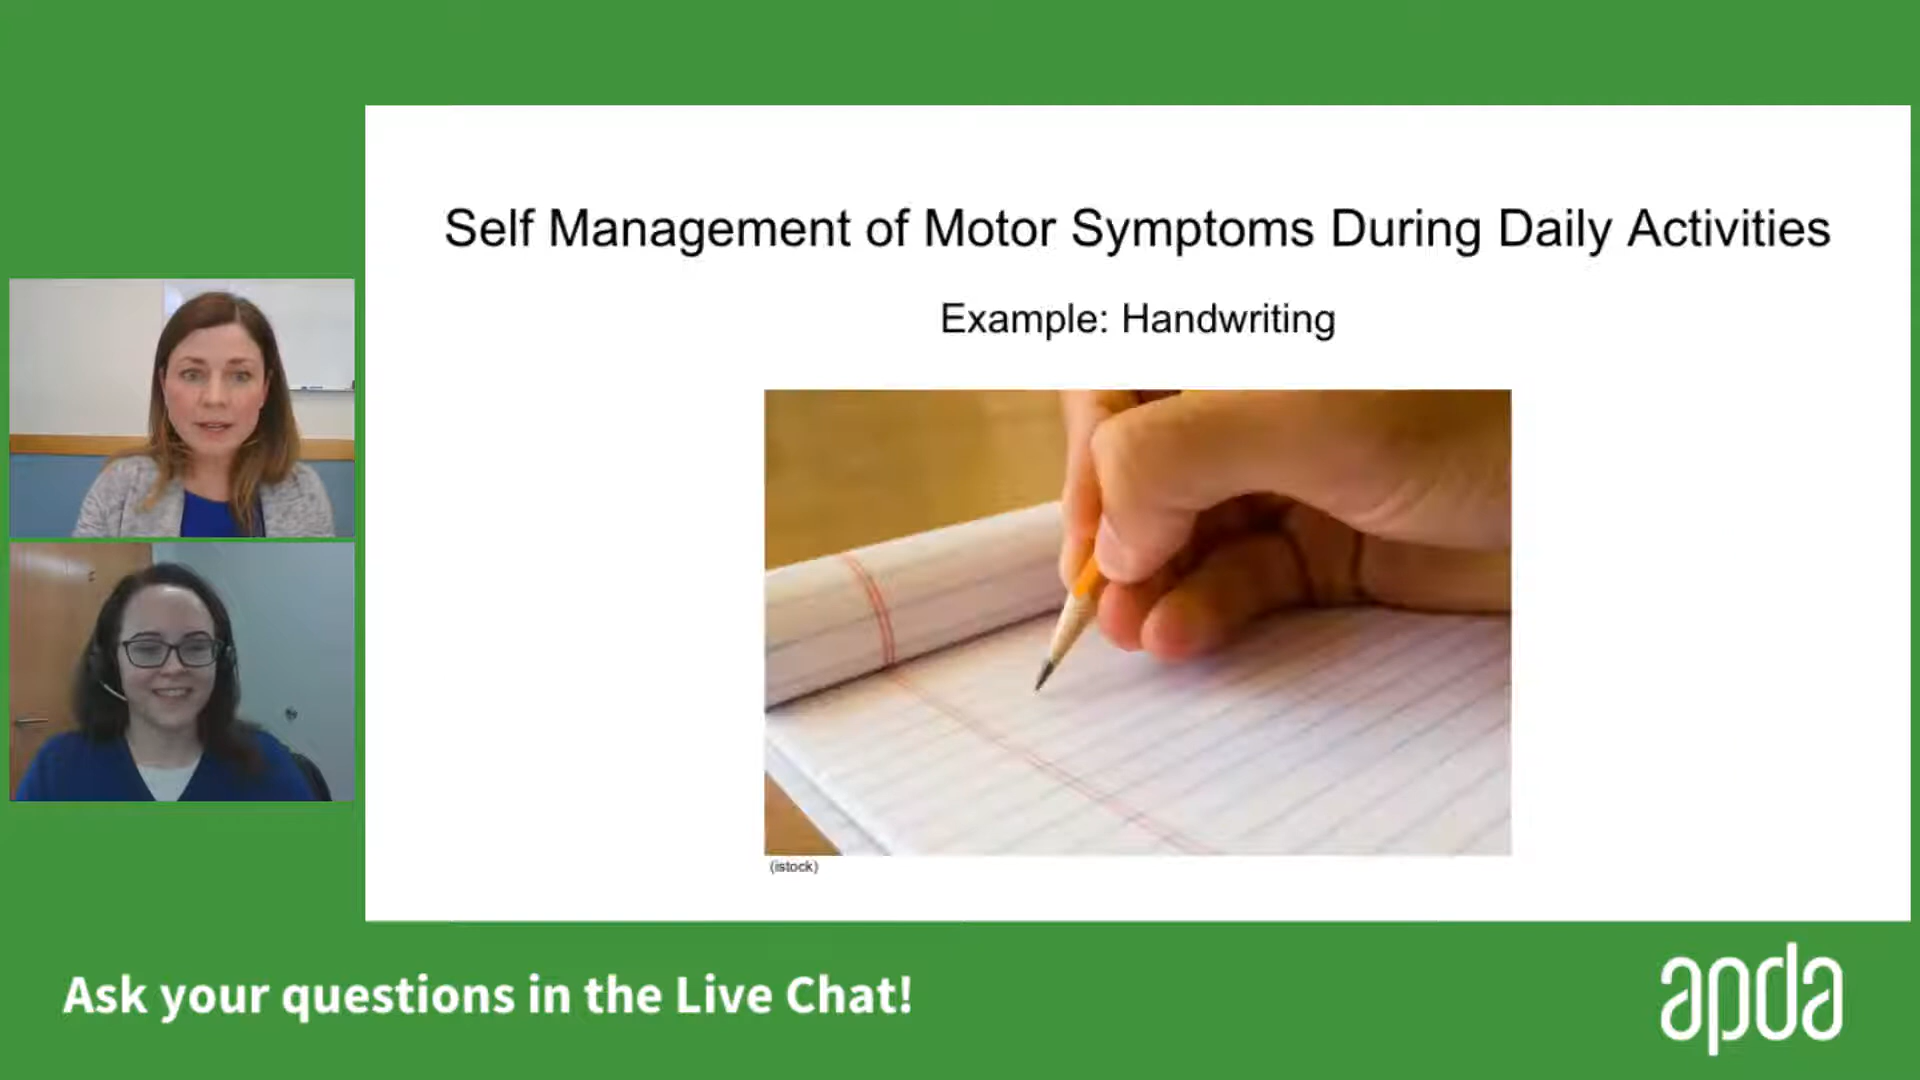 Self Management of Motor Symptoms During Daily Activities
Example: Handwriting
(istock)
Ask your questions in the Live Chat!
apda